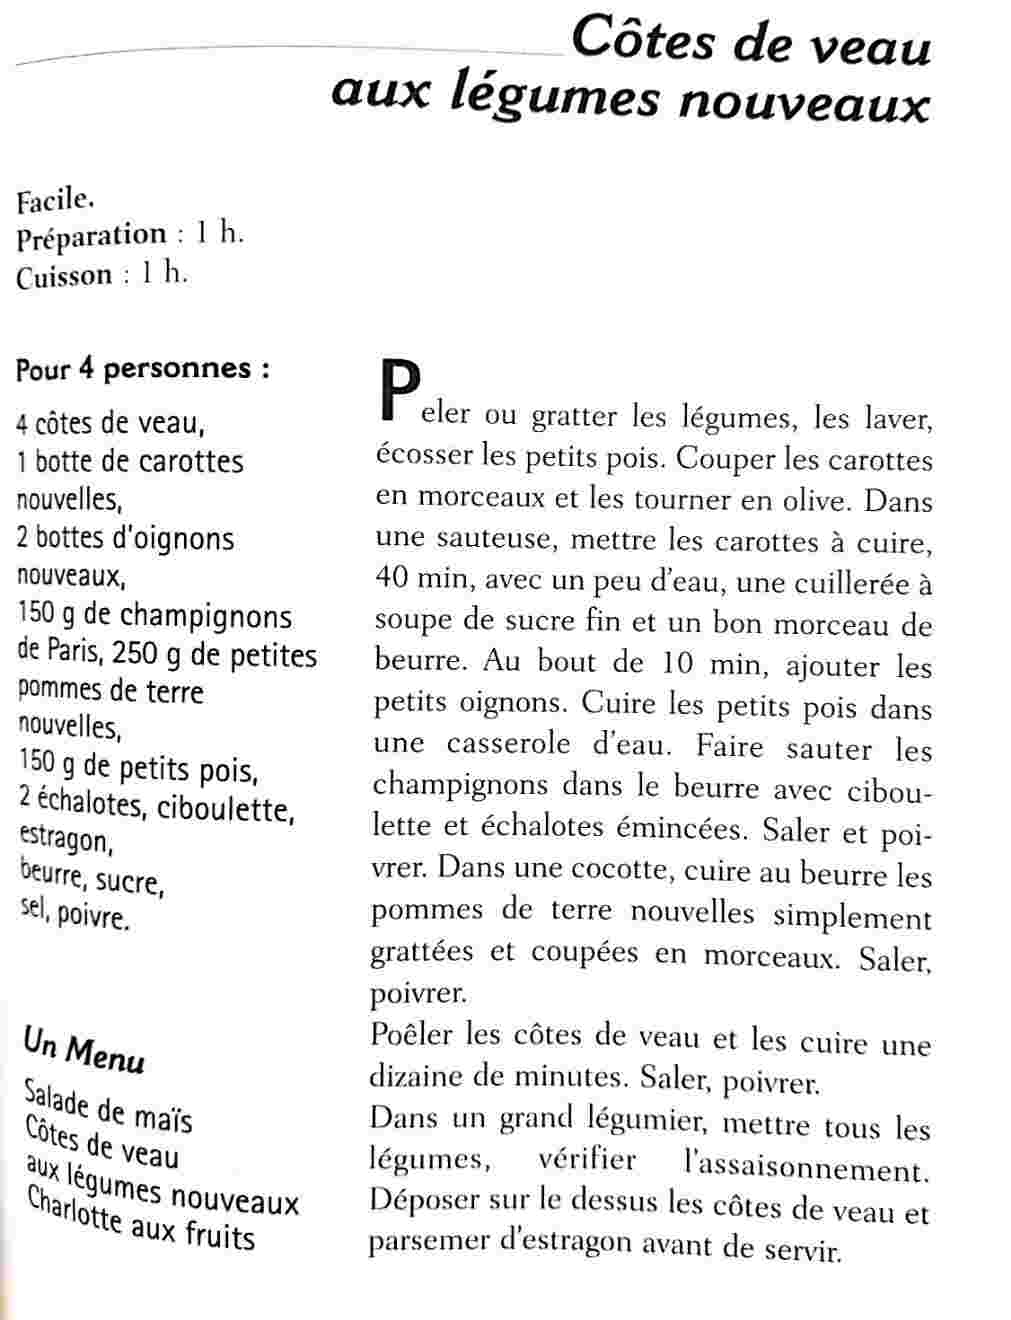 Côtes de veau
aux légumes nouveaux
Facile.
Préparation : 1 h.
Cuisson : 1 h.
Pour 4 personnes :
4 côtes de veau,
1 botte de carottes
nouvelles,
2 bottes d'oignons
nouveaux,
150 g de champignons
de Paris, 250 g de petites
pommes de terre
nouvelles,
150 g de petits pois,
2 échalotes, ciboulette,
estragon,
beurre, sucre,
sel, poivre.
Un Menu
Salade de maïs
Côtes de veau
aux légumes nouveaux
Charlotte aux fruits
Peler ou gratter les légumes, les laver,
écosser les petits pois. Couper les carottes
en morceaux et les tourner en olive. Dans
une sauteuse, mettre les carottes à cuire,
40 min, avec un peu d'eau, une cuillerée à
soupe de sucre fin et un bon morceau de
beurre. Au bout de 10 min, ajouter les
petits oignons. Cuire les petits pois dans
une casserole d'eau. Faire sauter les
champignons dans le beurre avec cibou-
lette et échalotes émincées. Saler et poi-
vrer. Dans une cocotte, cuire au beurre les
pommes de terre nouvelles simplement
grattées et coupées en morceaux. Saler,
poivrer.
Poêler les côtes de veau et les cuire une
dizaine de minutes. Saler, poivrer.
Dans un grand légumier, mettre tous les
légumes, vérifier l'assaisonnement.
Déposer sur le dessus les côtes de veau et
parsemer d'estragon avant de servir.